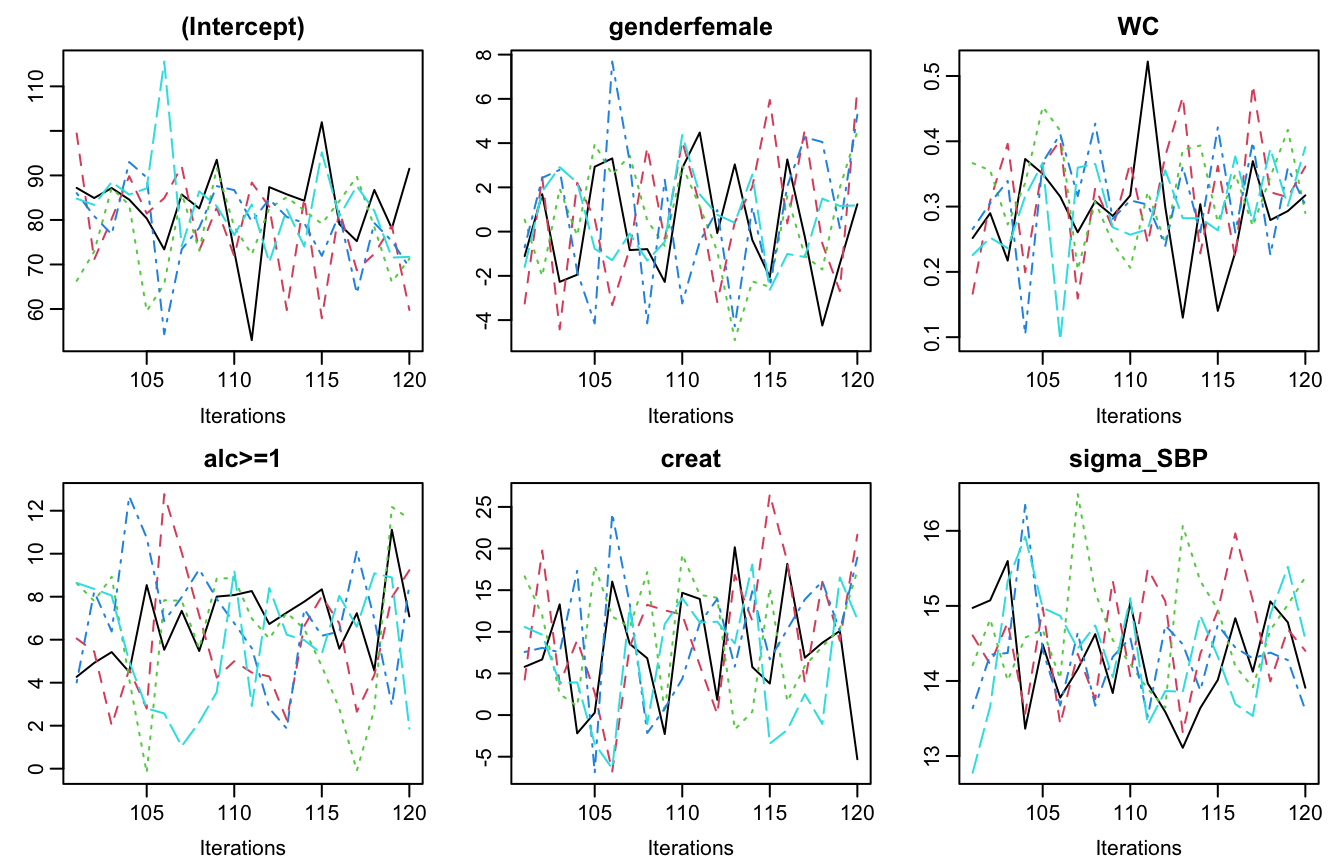 (Intercept)
110
90
80
70
60
105 110 115 120
Iterations
genderfemale
8
6
4
2
0
-2
-4
105 110 115 120
Iterations
WC
0.5
0.4
0.3
0.2
0.1
105 110 115 120
Iterations
alc>=1
12
10
8
6
4
2
0
105 110 115 120
Iterations
creat
25
20
15
10
5
0
-5
105 110 115 120
Iterations
sigma_SBP
16
15
14
13
105 110 115 120
Iterations